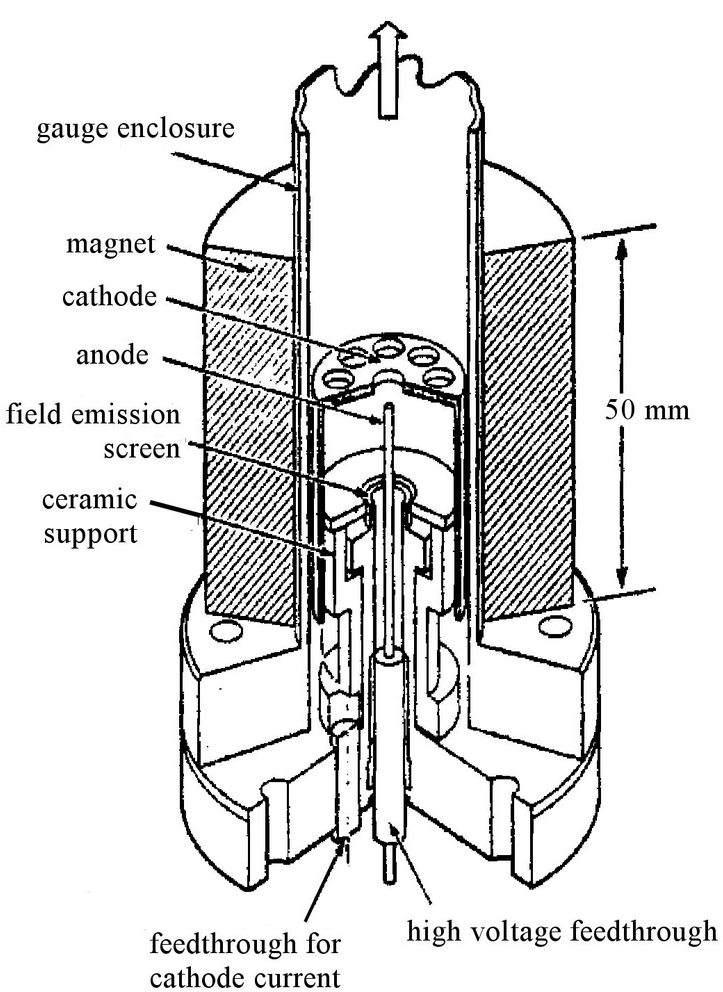 gauge enclosure
magnet
cathode
anode
field emission
screen
ceramic
support
50 mm
high voltage feedthrough
feedthrough for
cathode current